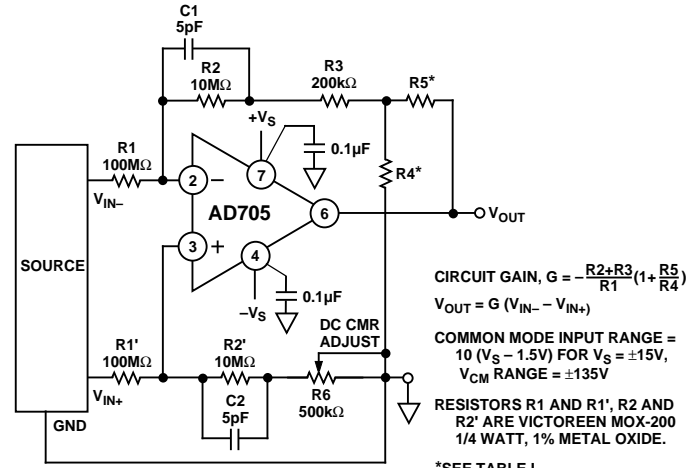 C1
5pF
R2
10MΩ
R3
200kΩ
R5*
+VS
0.1µF
R4*
R1
100MΩ
VIN–
2
–
7
AD705
6
VOUT
3
+
4
SOURCE
0.1µF
–VS
DC CMR
ADJUST
R1'
100MΩ
R2'
10MΩ
VIN+
C2
5pF
R6
500kΩ
GND
CIRCUIT GAIN, G = – R2+R3/R1 (1+ R5/R4)
VOUT = G (VIN– – VIN+)
COMMON MODE INPUT RANGE =
10 (VS – 1.5V) FOR VS = ±15V,
VCM RANGE = ±135V
RESISTORS R1 AND R1', R2 AND
R2' ARE VICTOREEN MOX-200
1/4 WATT, 1% METAL OXIDE.
*SEE TABLE I